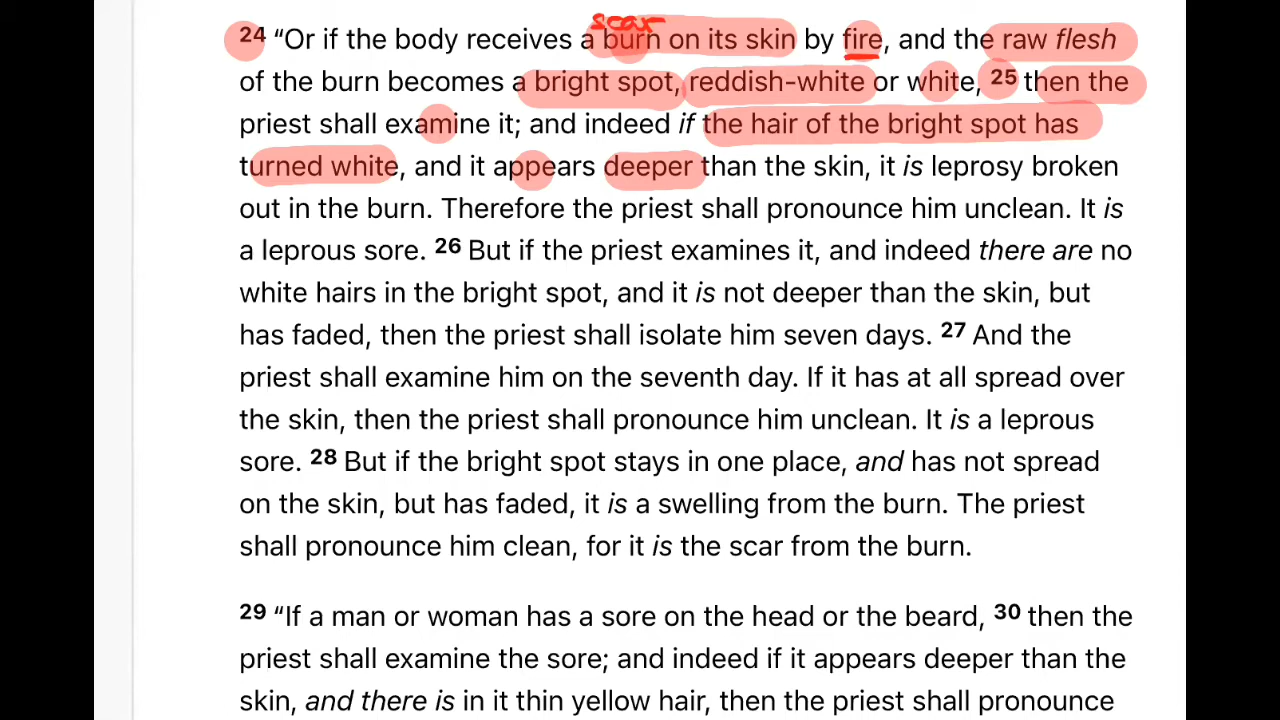 scar
24 “Or if the body receives a burn on its skin by fire, and the raw flesh
of the burn becomes a bright spot, reddish-white or white, 25 then the
priest shall examine it; and indeed if the hair of the bright spot has
turned white, and it appears deeper than the skin, it is leprosy broken
out in the burn. Therefore the priest shall pronounce him unclean. It is
a leprous sore. 26 But if the priest examines it, and indeed there are no
white hairs in the bright spot, and it is not deeper than the skin, but
has faded, then the priest shall isolate him seven days. 27 And the
priest shall examine him on the seventh day. If it has at all spread over
the skin, then the priest shall pronounce him unclean. It is a leprous
sore. 28 But if the bright spot stays in one place, and has not spread
on the skin, but has faded, it is a swelling from the burn. The priest
shall pronounce him clean, for it is the scar from the burn.
29 “If a man or woman has a sore on the head or the beard, 30 then the
priest shall examine the sore; and indeed if it appears deeper than the
skin, and there is in it thin yellow hair, then the priest shall pronounce